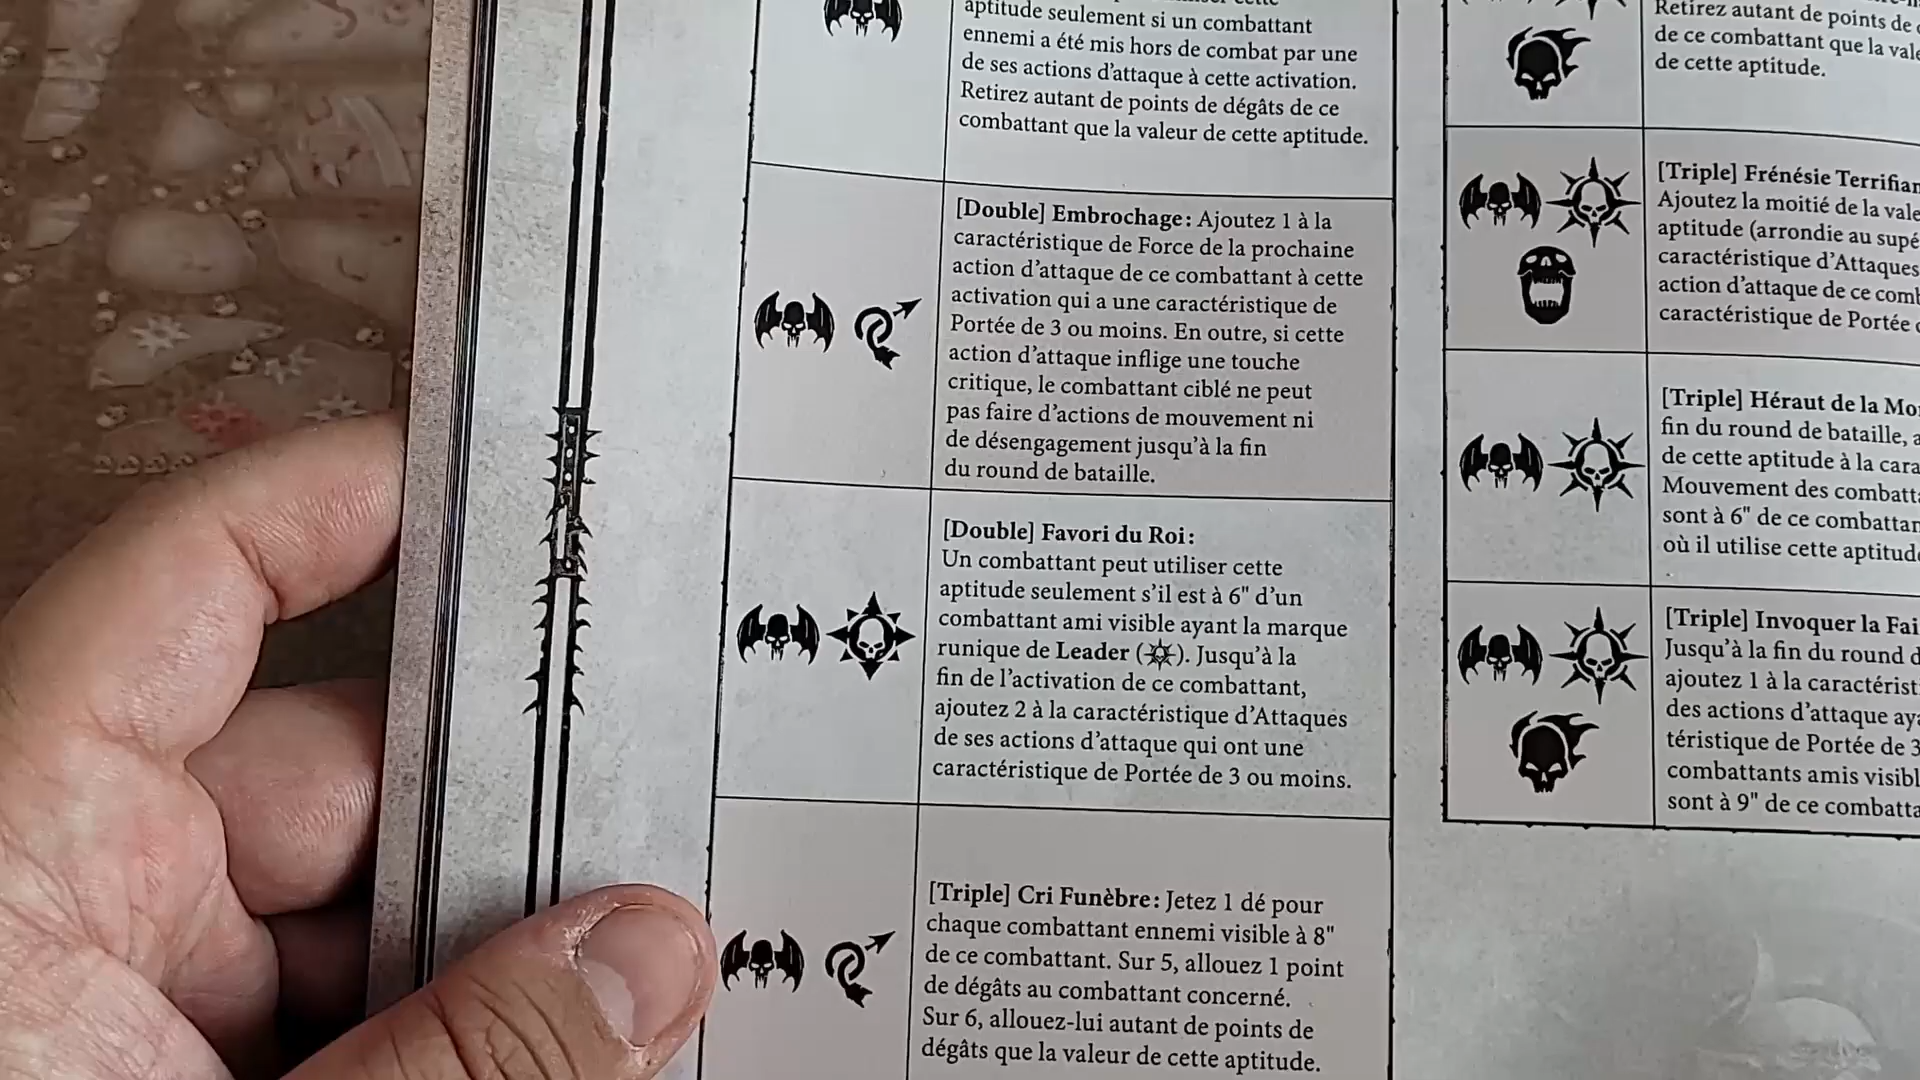 aptitude seulement si un combattant
ennemi a été mis hors de combat par une
de ses actions d'attaque à cette activation.
Retirez autant de points de dégâts de ce
combattant que la valeur de cette aptitude.
[Double] Embrochage : Ajoutez 1 à la
caractéristique de Force de la prochaine
action d'attaque de ce combattant à cette
activation qui a une caractéristique de
Portée de 3 ou moins. En outre, si cette
action d'attaque inflige une touche
critique, le combattant ciblé ne peut
pas faire d'actions de mouvement ni
de désengagement jusqu'à la fin
du round de bataille.
[Double] Favori du Roi :
Un combattant peut utiliser cette
aptitude seulement s'il est à 6" d'un
combattant ami visible ayant la marque
runique de Leader ( ). Jusqu'à la
fin de l'activation de ce combattant,
ajoutez 2 à la caractéristique d'Attaques
de ses actions d'attaque qui ont une
caractéristique de Portée de 3 ou moins.
[Triple] Cri Funèbre : Jetez 1 dé pour
chaque combattant ennemi visible à 8"
de ce combattant. Sur 5, allouez 1 point
de dégâts au combattant concerné.
Sur 6, allouez-lui autant de points de
dégâts que la valeur de cette aptitude.
Retirez autant de points de
de ce combattant que la
de cette aptitude.
[Triple] Frénésie
Ajoutez la moitié de la
aptitude (arrondie au
caractéristique d'Attaques
action d'attaque de ce
caractéristique de Portée
[Triple] Héraut de la
fin du round de bataille,
de cette aptitude à la
Mouvement des
sont à 6" de ce
où il utilise cette
[Triple] Invoquer la
Jusqu'à la fin du round
ajoutez 1 à la
des actions d'attaque
téristique de Portée de 3
combattants amis
sont à 9" de ce